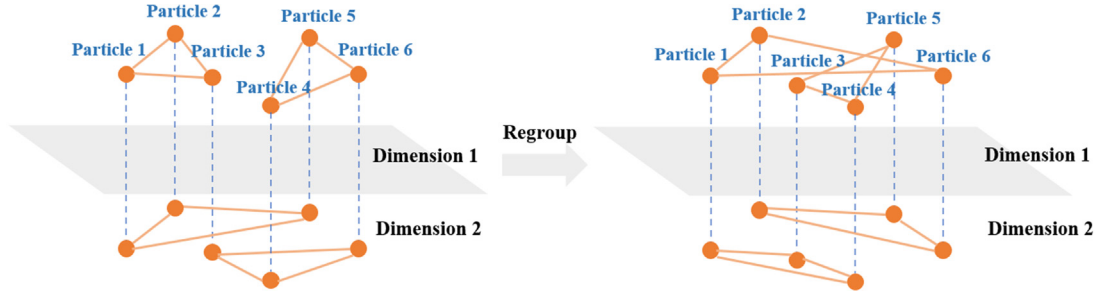 Particle 2
Particle 5
Particle 1
Particle 3
Particle 6
Particle 4
Dimension 1
Dimension 2
Regroup
Particle 2
Particle 5
Particle 1
Particle 3
Particle 6
Particle 4
Dimension 1
Dimension 2